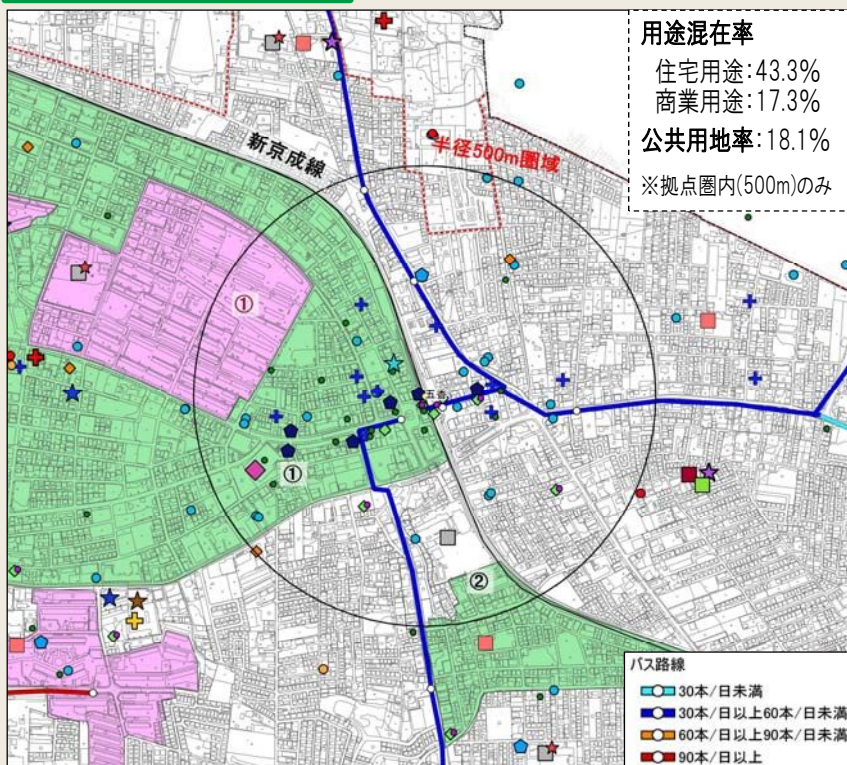 用途混在率
住宅用途:43.3%
商業用途:17.3%
公共用地率:18.1%
※拠点圏内(500m)のみ
新京成線
半径500m圏域
①
五香
①
②
バス路線
30本/日未満
30本/日以上60本/日未満
60本/日以上90本/日未満
90本/日以上